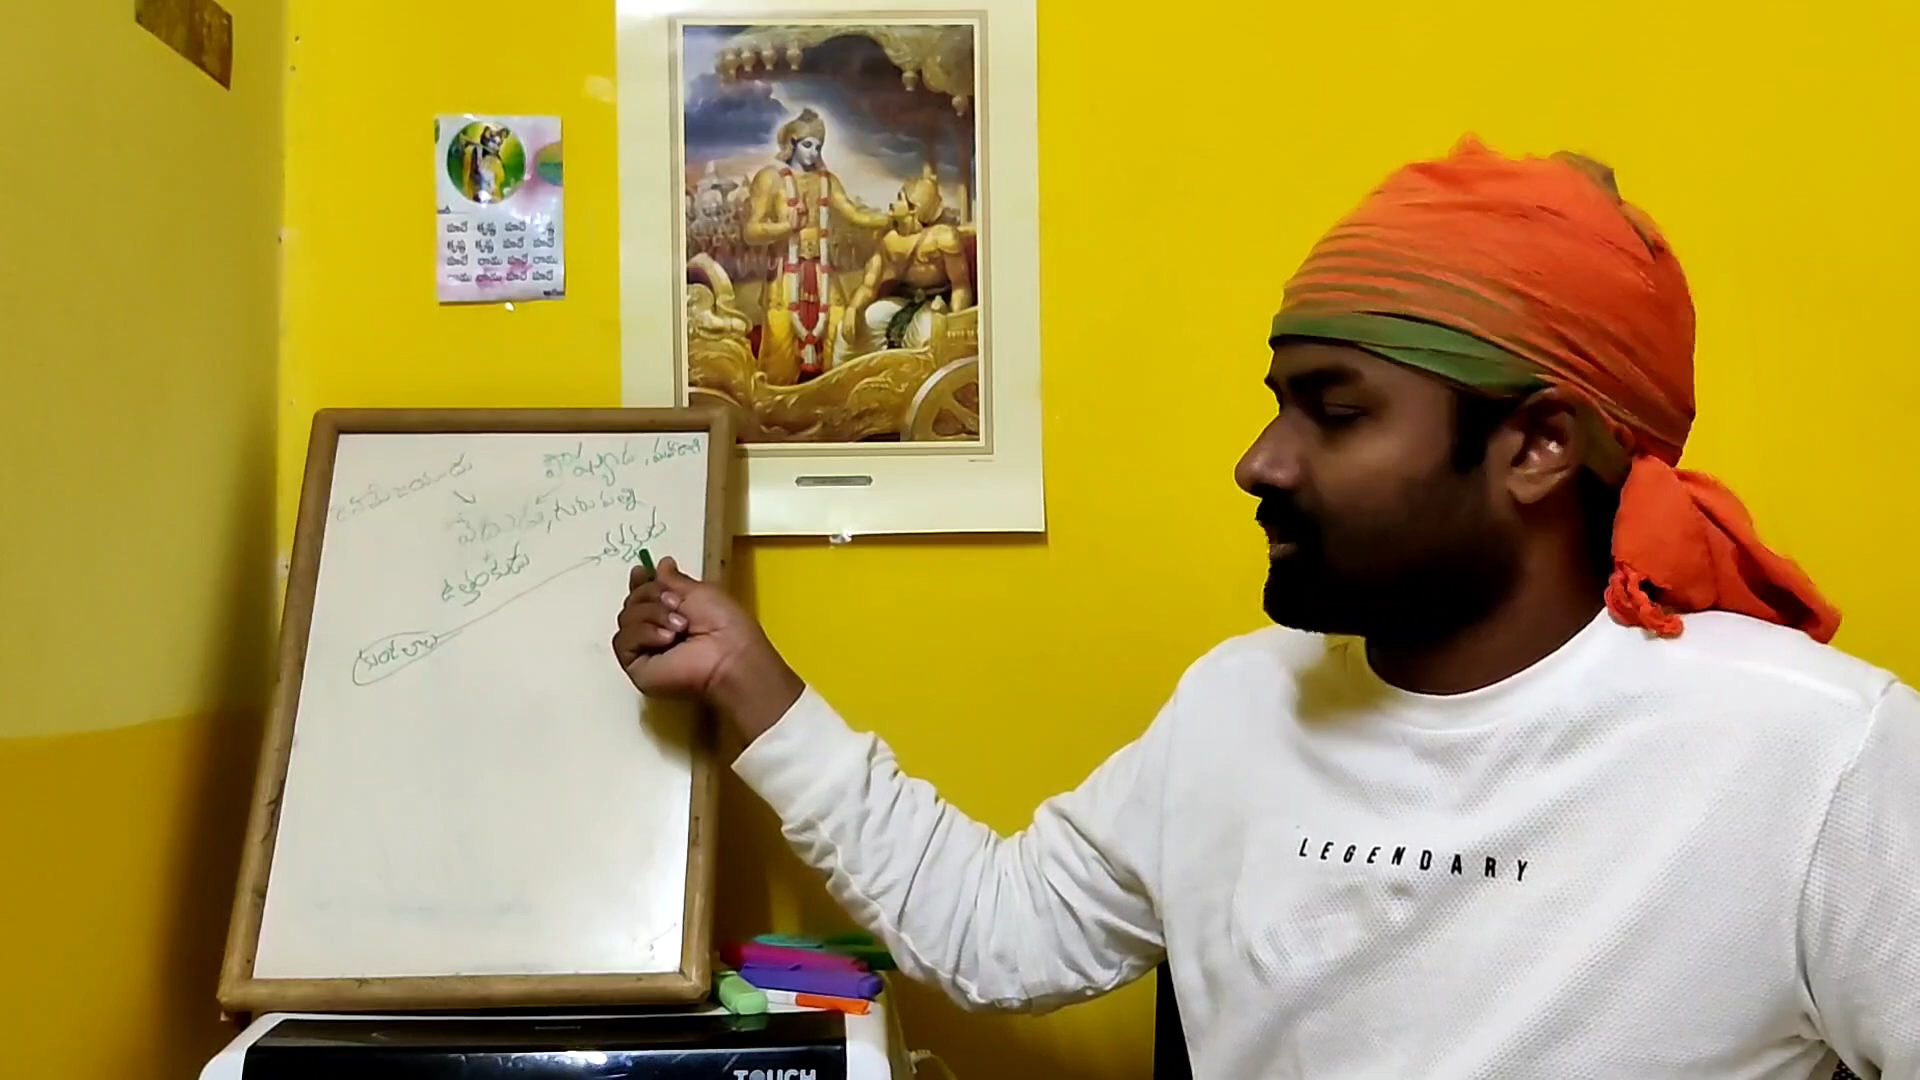 హరే కృష్ణ హరే కృష్ణ
కృష్ణ కృష్ణ హరే హరే
హరే రామ హరే రామ
రామ రామ హరే హరే
జనమేజయుడు
పౌష్యుడు, మహారాణి
వేదుడు, గురుపత్ని
ఉత్తంకుడు
తక్షకుడు
కుండలాలు
LEGENDARY
TOUCH